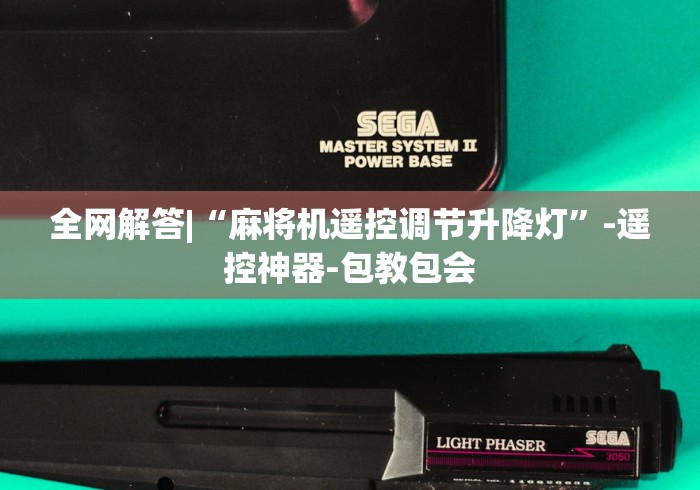 SEGA
MASTER SYSTEM II
POWER BASE
全网解答|“麻将机遥控调节升降灯”-遥
控神器-包教包会
LIGHT PHASER
SEGA
3050